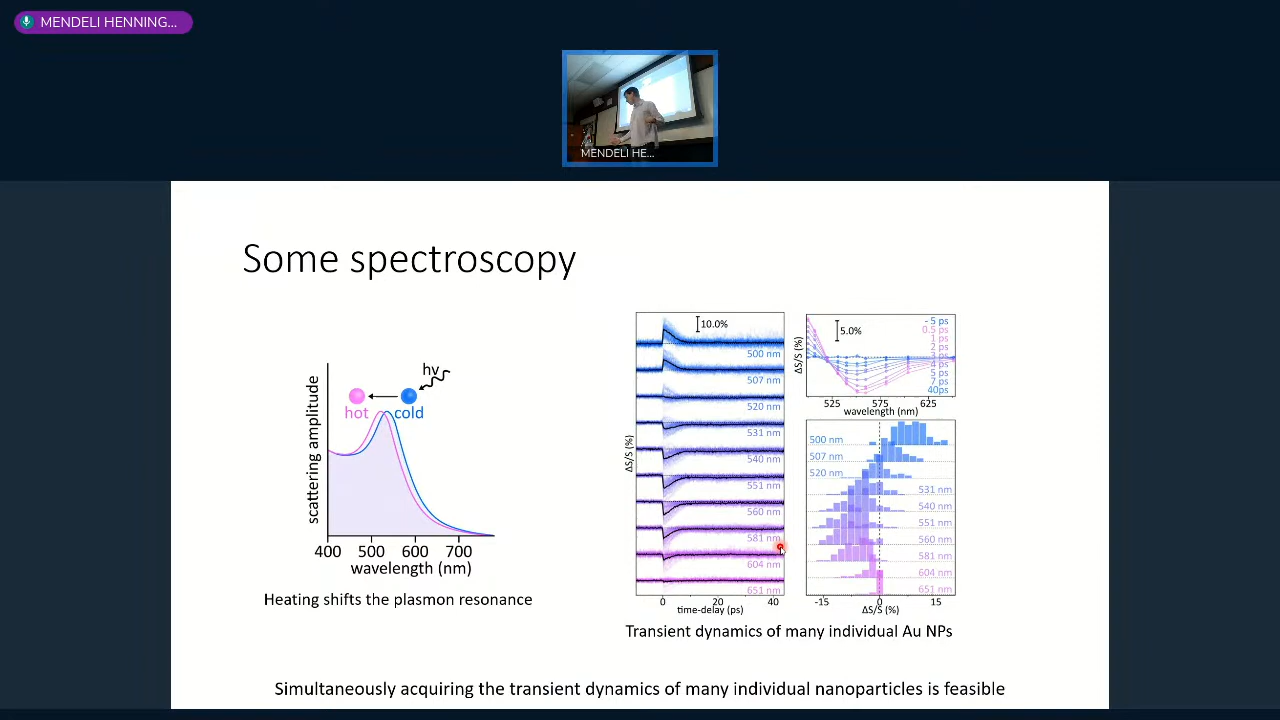 MENDELI HENNING...
MENDELI HE...
Some spectroscopy
scattering amplitude
hν
hot
cold
400 500 600 700
wavelength (nm)
Heating shifts the plasmon resonance
ΔS/S (%)
10.0%
500 nm
507 nm
520 nm
531 nm
540 nm
551 nm
560 nm
581 nm
604 nm
651 nm
0 20 40
time-delay (ps)
ΔS/S (%)
5.0%
- 5 ps
0.5 ps
1 ps
2 ps
3 ps
4 ps
5 ps
7 ps
40ps
525 575 625
wavelength (nm)
500 nm
507 nm
520 nm
531 nm
540 nm
551 nm
560 nm
581 nm
604 nm
651 nm
-15 0 15
ΔS/S (%)
Transient dynamics of many individual Au NPs
Simultaneously acquiring the transient dynamics of many individual nanoparticles is feasible